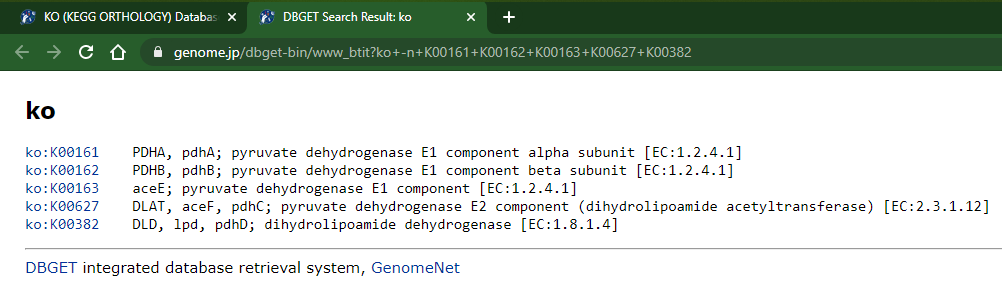 KO (KEGG ORTHOLOGY) Databas
DBGET Search Result: ko
genome.jp/dbget-bin/www_btit?ko+-n+K00161+K00162+K00163+K00627+K00382
ko
ko:K00161 PDHA, pdhA; pyruvate dehydrogenase E1 component alpha subunit [EC:1.2.4.1]
ko:K00162 PDHB, pdhB; pyruvate dehydrogenase E1 component beta subunit [EC:1.2.4.1]
ko:K00163 aceE; pyruvate dehydrogenase E1 component [EC:1.2.4.1]
ko:K00627 DLAT, aceF, pdhC; pyruvate dehydrogenase E2 component (dihydrolipoamide acetyltransferase) [EC:2.3.1.12]
ko:K00382 DLD, lpd, pdhD; dihydrolipoamide dehydrogenase [EC:1.8.1.4]
DBGET integrated database retrieval system, GenomeNet